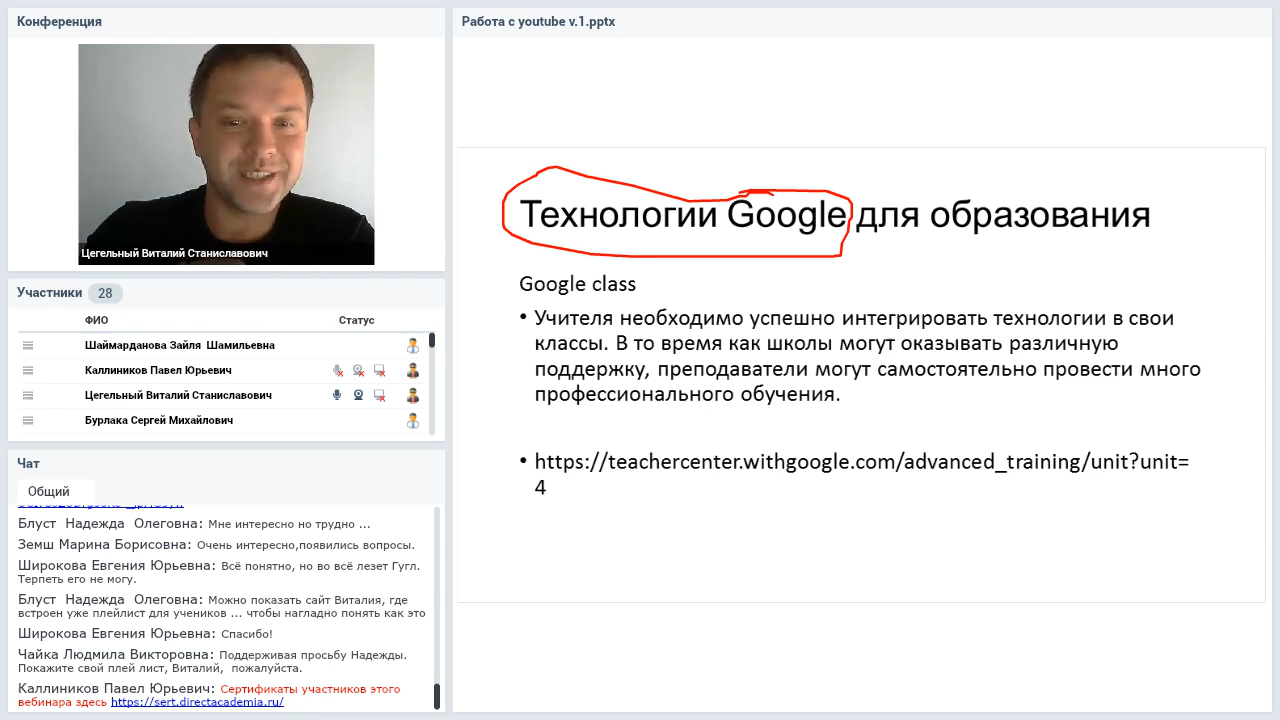 Конференция
Цегельный Виталий Станиславович
Участники 28
ФИО Статус
Шаймарданова Зайля Шамильевна
Каллиников Павел Юрьевич
Цегельный Виталий Станиславович
Бурлака Сергей Михайлович
Чат
Общий
Блуст Надежда Олеговна: Мне интересно но трудно ...
Земш Марина Борисовна: Очень интересно,появились вопросы.
Широкова Евгения Юрьевна: Всё понятно, но во всё лезет Гугл.
Терпеть его не могу.
Блуст Надежда Олеговна: Можно показать сайт Виталия, где
встроен уже плейлист для учеников ... чтобы наглядно понять как это
Широкова Евгения Юрьевна: Спасибо!
Чайка Людмила Викторовна: Поддерживая просьбу Надежды.
Покажите свой плей лист, Виталий, пожалуйста.
Каллиников Павел Юрьевич: Сертификаты участников этого
вебинара здесь https://sert.directacademia.ru/
Работа с youtube v.1.pptx
Технологии Google для образования
Google class
• Учителя необходимо успешно интегрировать технологии в свои
классы. В то время как школы могут оказывать различную
поддержку, преподаватели могут самостоятельно провести много
профессионального обучения.
• https://teachercenter.withgoogle.com/advanced_training/unit?unit=
4